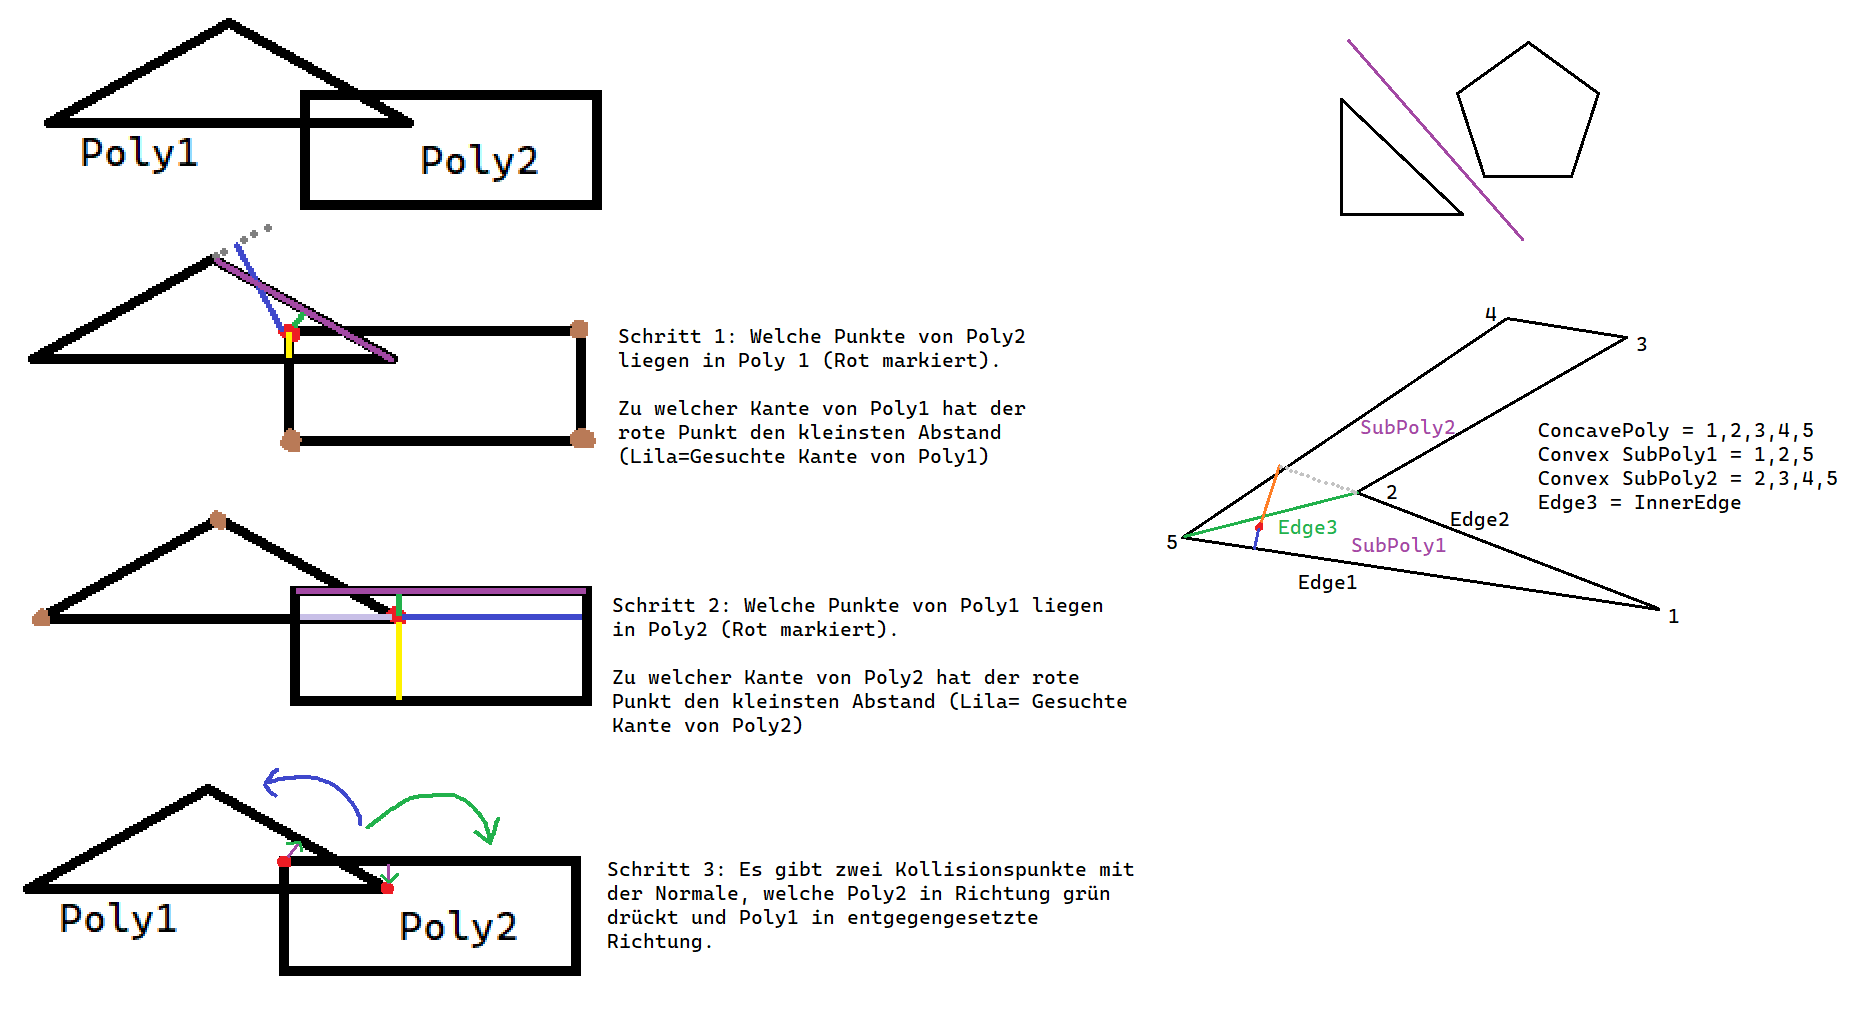 Poly1
Poly2
Schritt 1: Welche Punkte von Poly2
liegen in Poly 1 (Rot markiert).
Zu welcher Kante von Poly1 hat der
rote Punkt den kleinsten Abstand
(Lila=Gesuchte Kante von Poly1)
Schritt 2: Welche Punkte von Poly1 liegen
in Poly2 (Rot markiert).
Zu welcher Kante von Poly2 hat der rote
Punkt den kleinsten Abstand (Lila= Gesuchte
Kante von Poly2)
Poly1
Poly2
Schritt 3: Es gibt zwei Kollisionspunkte mit
der Normale, welche Poly2 in Richtung grün
drückt und Poly1 in entgegengesetzte
Richtung.
4
3
SubPoly2
ConcavePoly = 1,2,3,4,5
Convex SubPoly1 = 1,2,5
Convex SubPoly2 = 2,3,4,5
Edge3 = InnerEdge
2
Edge2
Edge3
5
SubPoly1
Edge1
1